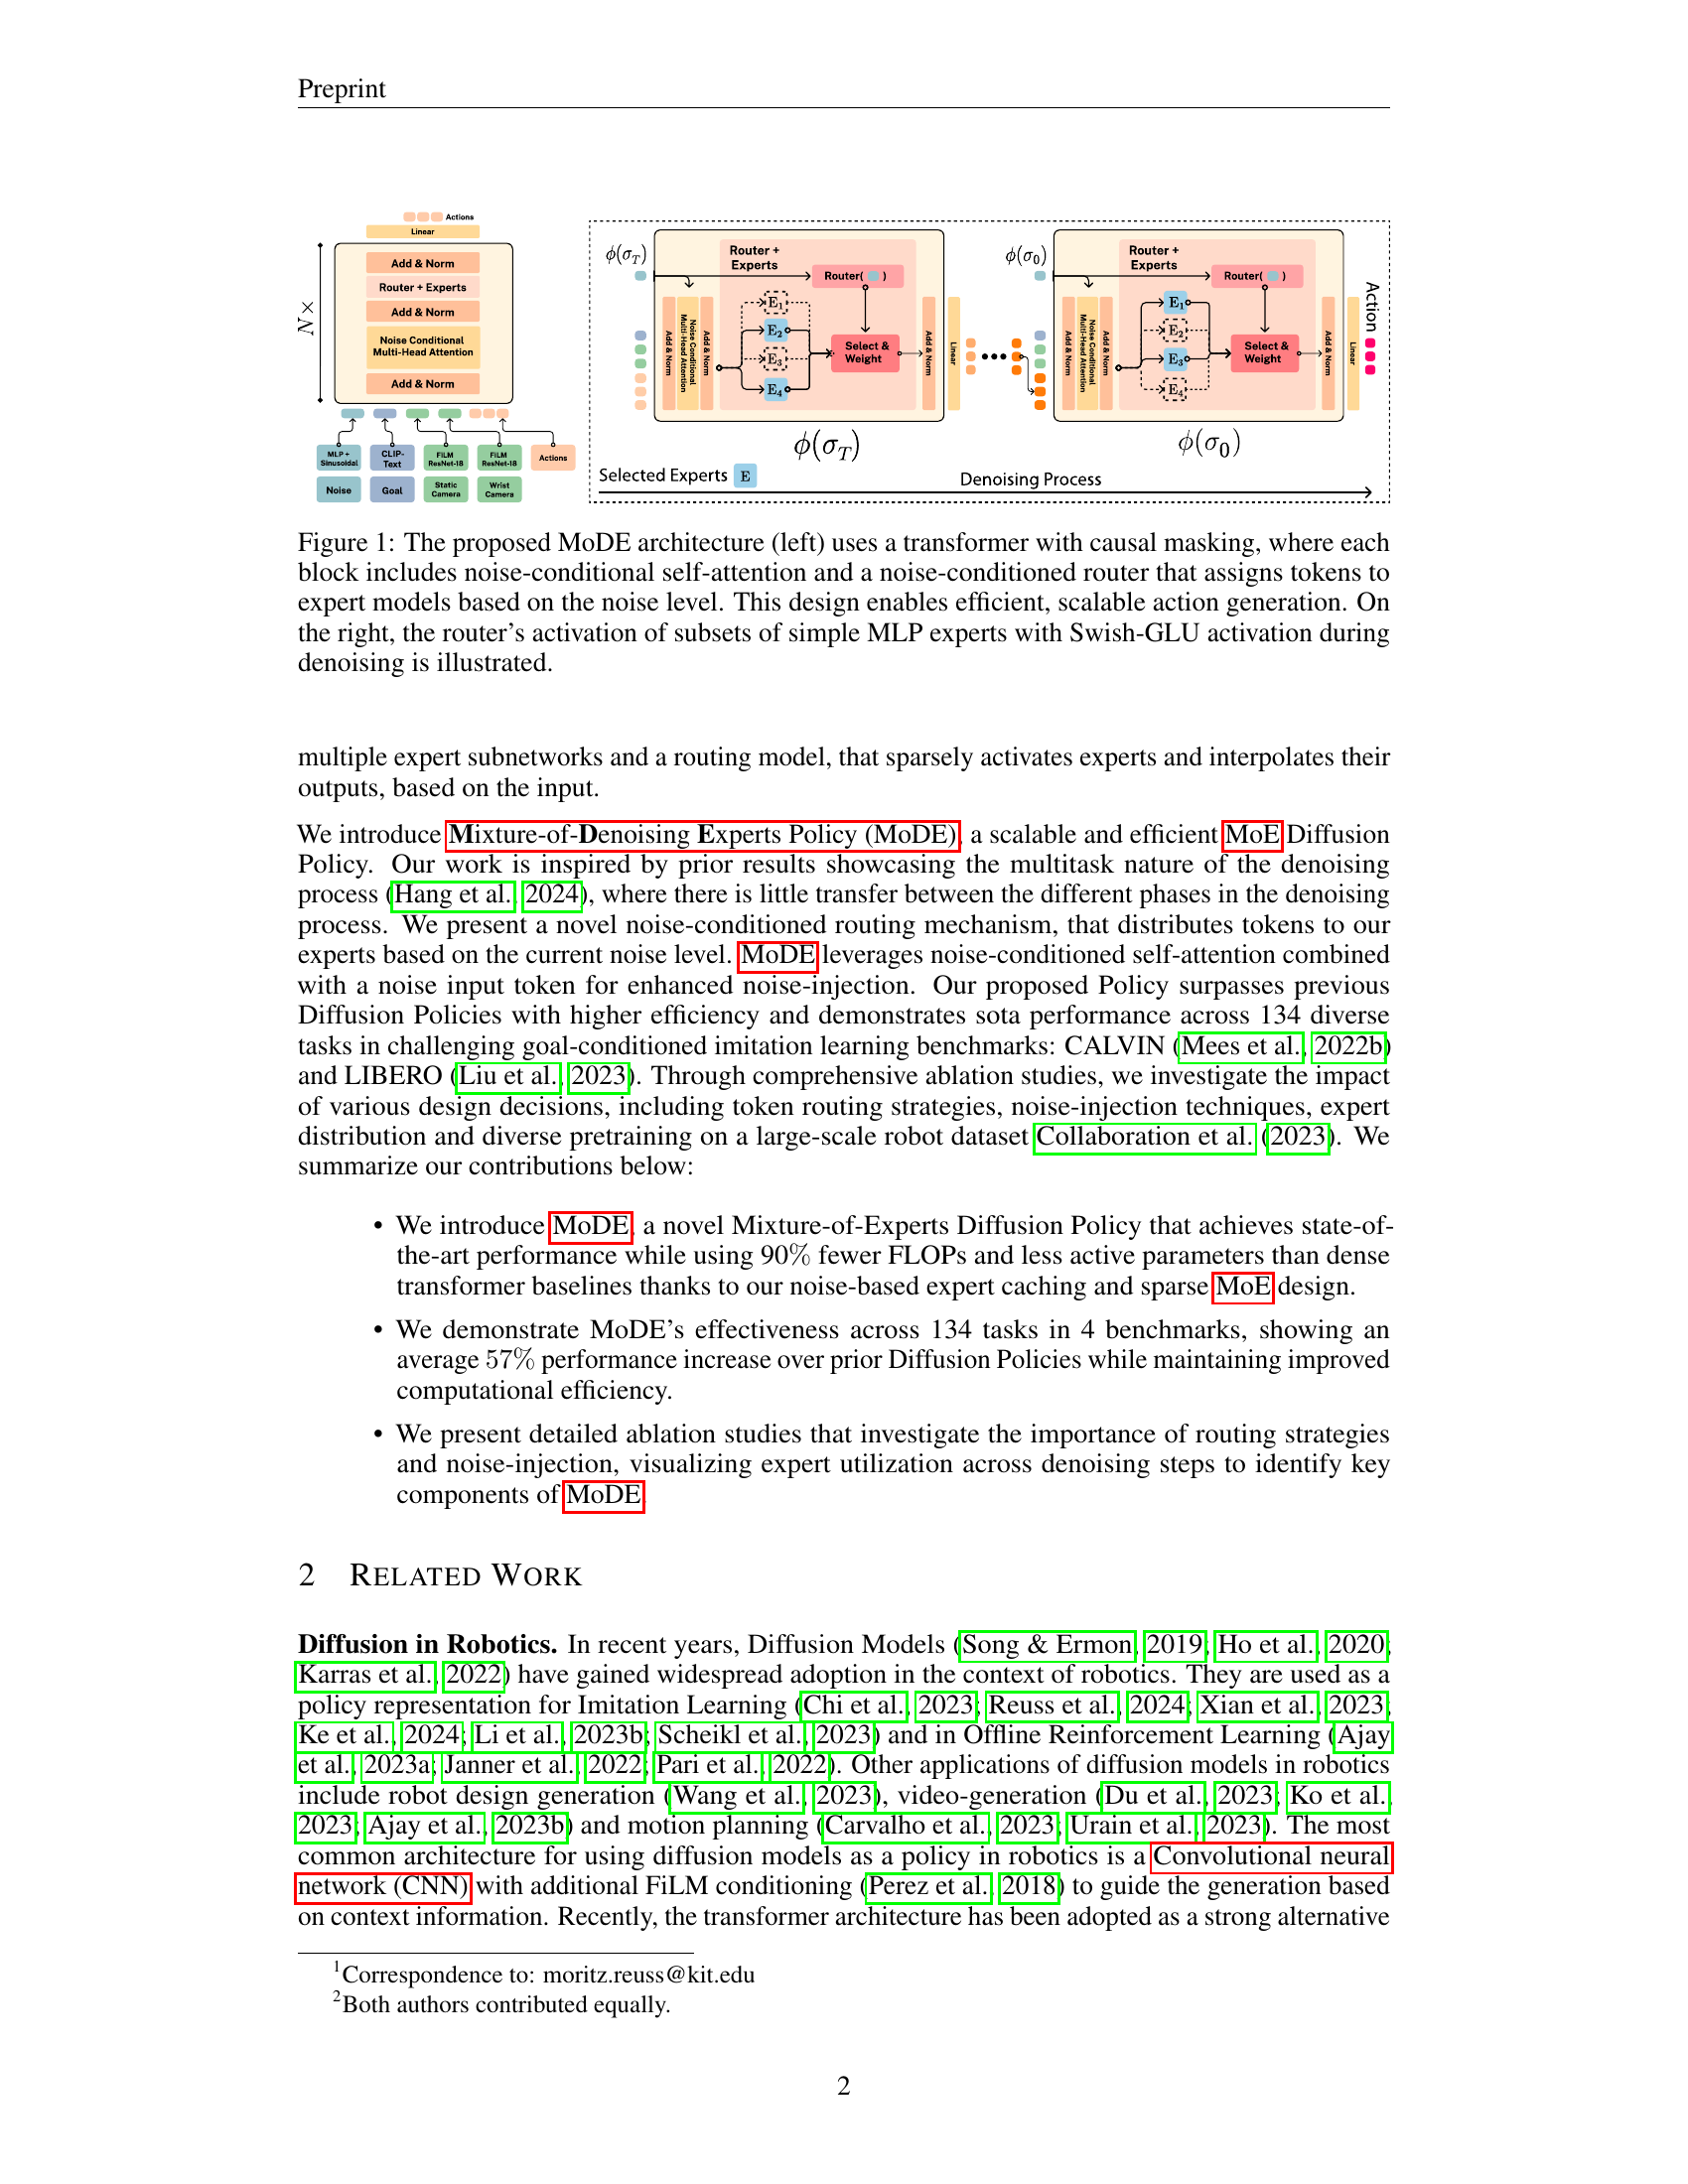 Preprint
Actions
Linear
Add & Norm
Router + Experts
Add & Norm
Noise Conditional
Multi-Head Attention
Add & Norm
N×
MLP +
Sinusoidal
CLIP-
Text
FiLM
ResNet-18
FiLM
ResNet-18
Actions
Noise
Goal
Static
Camera
Wrist
Camera
ϕ(σ_T)
Router +
Experts
Router( )
E₁
E₂
E₃
E₄
Select &
Weight
Add & Norm
Noise Conditional
Multi-Head Attention
Add & Norm
Add & Norm
Linear
ϕ(σ_T)
ϕ(σ₀)
Router +
Experts
Router( )
E₁
E₂
E₃
E₄
Select &
Weight
Add & Norm
Noise Conditional
Multi-Head Attention
Add & Norm
Add & Norm
Linear
Action
ϕ(σ₀)
Selected Experts E
Denoising Process
Figure 1: The proposed MoDE architecture (left) uses a transformer with causal masking, where each
block includes noise-conditional self-attention and a noise-conditioned router that assigns tokens to
expert models based on the noise level. This design enables efficient, scalable action generation. On
the right, the router's activation of subsets of simple MLP experts with Swish-GLU activation during
denoising is illustrated.
multiple expert subnetworks and a routing model, that sparsely activates experts and interpolates their
outputs, based on the input.
We introduce Mixture-of-Denoising Experts Policy (MoDE), a scalable and efficient MoE Diffusion
Policy. Our work is inspired by prior results showcasing the multitask nature of the denoising
process (Hang et al., 2024), where there is little transfer between the different phases in the denoising
process. We present a novel noise-conditioned routing mechanism, that distributes tokens to our
experts based on the current noise level. MoDE leverages noise-conditioned self-attention combined
with a noise input token for enhanced noise-injection. Our proposed Policy surpasses previous
Diffusion Policies with higher efficiency and demonstrates sota performance across 134 diverse
tasks in challenging goal-conditioned imitation learning benchmarks: CALVIN (Mees et al., 2022b)
and LIBERO (Liu et al., 2023). Through comprehensive ablation studies, we investigate the impact
of various design decisions, including token routing strategies, noise-injection techniques, expert
distribution and diverse pretraining on a large-scale robot dataset Collaboration et al. (2023). We
summarize our contributions below:
• We introduce MoDE, a novel Mixture-of-Experts Diffusion Policy that achieves state-of-
the-art performance while using 90% fewer FLOPs and less active parameters than dense
transformer baselines thanks to our noise-based expert caching and sparse MoE design.
• We demonstrate MoDE's effectiveness across 134 tasks in 4 benchmarks, showing an
average 57% performance increase over prior Diffusion Policies while maintaining improved
computational efficiency.
• We present detailed ablation studies that investigate the importance of routing strategies
and noise-injection, visualizing expert utilization across denoising steps to identify key
components of MoDE.
2 RELATED WORK
Diffusion in Robotics. In recent years, Diffusion Models (Song & Ermon, 2019; Ho et al., 2020;
Karras et al., 2022) have gained widespread adoption in the context of robotics. They are used as a
policy representation for Imitation Learning (Chi et al., 2023; Reuss et al., 2024; Xian et al., 2023;
Ke et al., 2024; Li et al., 2023b; Scheikl et al., 2023) and in Offline Reinforcement Learning (Ajay
et al., 2023a; Janner et al., 2022; Pari et al., 2022). Other applications of diffusion models in robotics
include robot design generation (Wang et al., 2023), video-generation (Du et al., 2023; Ko et al.,
2023; Ajay et al., 2023b) and motion planning (Carvalho et al., 2023; Urain et al., 2023). The most
common architecture for using diffusion models as a policy in robotics is a Convolutional neural
network (CNN) with additional FiLM conditioning (Perez et al., 2018) to guide the generation based
on context information. Recently, the transformer architecture has been adopted as a strong alternative
¹Correspondence to: moritz.reuss@kit.edu
²Both authors contributed equally.
2